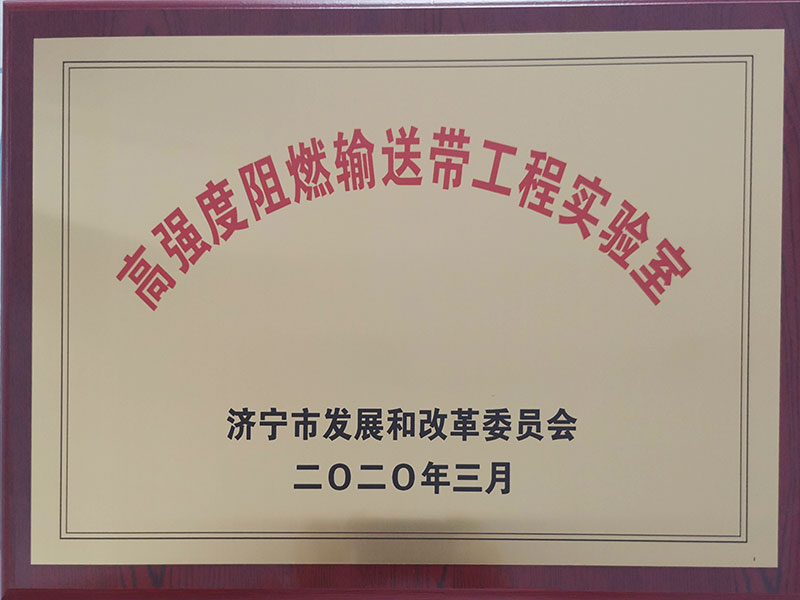 高强度阻燃输送带工程实验室
济宁市发展和改革委员会
二〇二〇年三月